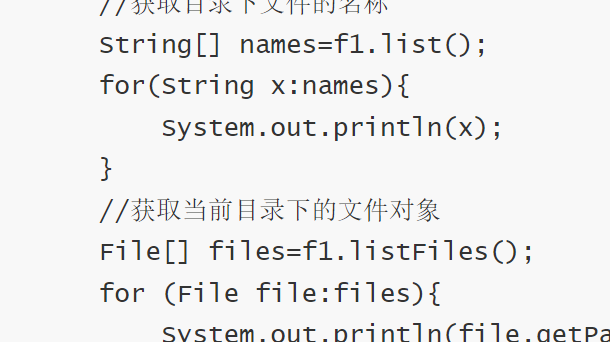 //获取目录下文件的名称
String[] names=f1.list();
for(String x:names){
System.out.println(x);
}
//获取当前目录下的文件对象
File[] files=f1.listFiles();
for (File file:files){
System.out.println(file.getPa